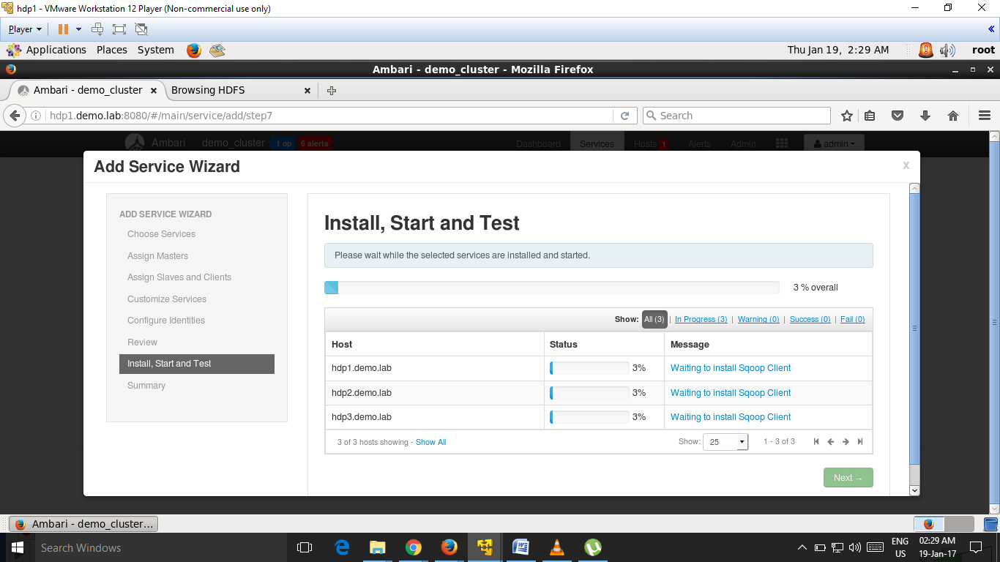 hdp1 - VMware Workstation 12 Player (Non-commercial use only)
Player
Applications Places System Thu Jan 19, 2:29 AM root
Ambari - demo_cluster - Mozilla Firefox
Ambari - demo_cluster Browsing HDFS
hdp1.demo.lab:8080/#/main/service/add/step7 Search
Ambari demo_cluster 1 op 6 alerts Dashboard Services Hosts 1 Alerts Admin admin
Add Service Wizard x
ADD SERVICE WIZARD
Choose Services
Assign Masters
Assign Slaves and Clients
Customize Services
Configure Identities
Review
Install, Start and Test
Summary
Install, Start and Test
Please wait while the selected services are installed and started.
3 % overall
Show: All (3) | In Progress (3) | Warning (0) | Success (0) | Fail (0)
Host Status Message
hdp1.demo.lab 3% Waiting to install Sqoop Client
hdp2.demo.lab 3% Waiting to install Sqoop Client
hdp3.demo.lab 3% Waiting to install Sqoop Client
3 of 3 hosts showing - Show All Show: 25 1 - 3 of 3
Next →
Ambari - demo_cluster...
Search Windows ENG 02:29 AM
US 19-Jan-17